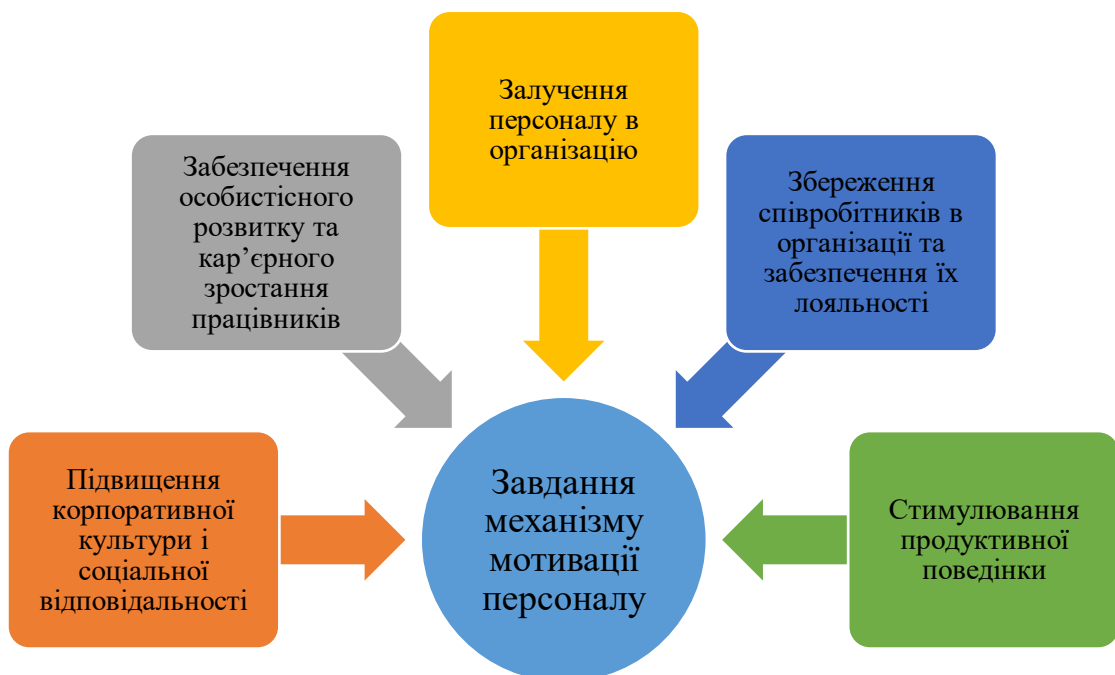 Залучення
персоналу в
організацію
Забезпечення
особистісного
розвитку та
кар’єрного
зростання
працівників
Збереження
співробітників в
організації та
забезпечення їх
лояльності
Підвищення
корпоративної
культури і
соціальної
відповідальності
Завдання
механізму
мотивації
персоналу
Стимулювання
продуктивної
поведінки